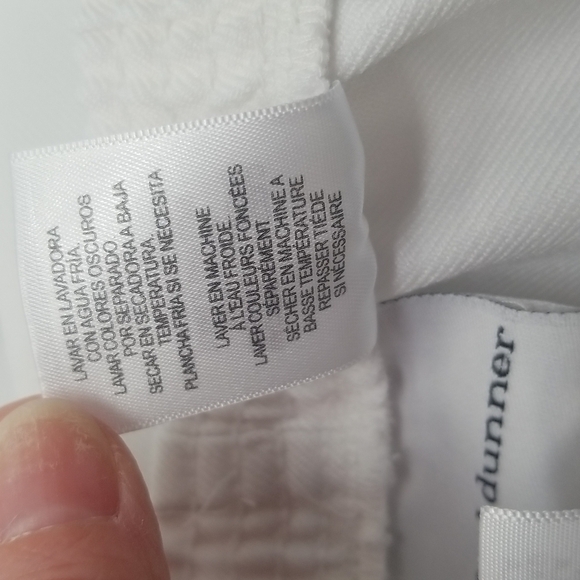 LAVAR EN LAVADORA
CON AGUA FRIA.
LAVAR COLORES OSCUROS
POR SEPARADO
SECAR EN SECADORA A BAJA
TEMPERATURA.
PLANCHA FRIA SI SE NECESITA
LAVER EN MACHINE
À L'EAU FROIDE.
LAVER COULEURS FONCÉES
SÉPARÉMENT
SÉCHER EN MACHINE A
BASSE TEMPÉRATURE
REPASSER TIÈDE
SI NÉCESSAIRE
dunner